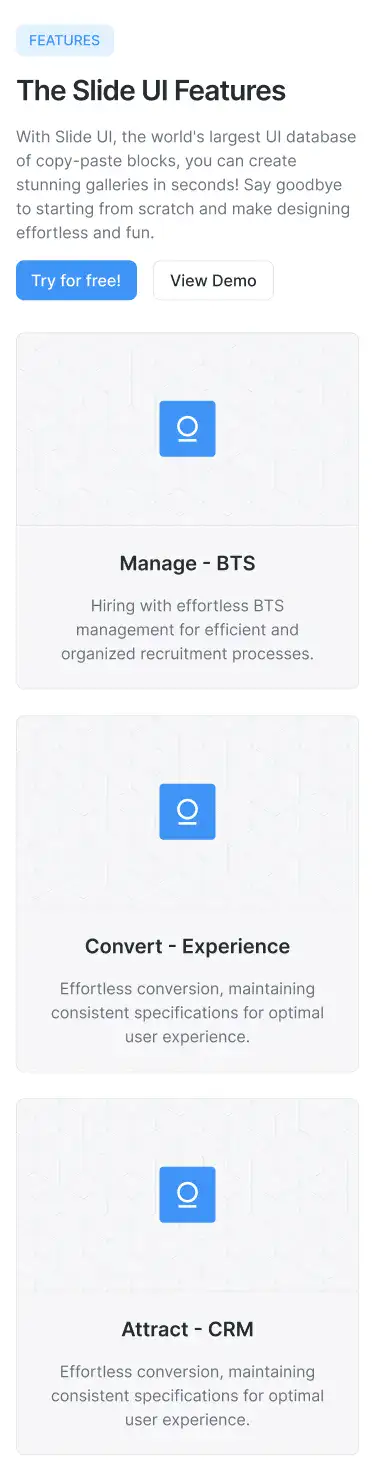 FEATURES
The Slide UI Features
With Slide UI, the world's largest UI database
of copy-paste blocks, you can create
stunning galleries in seconds! Say goodbye
to starting from scratch and make designing
effortless and fun.
Try for free!
View Demo
Manage - BTS
Hiring with effortless BTS
management for efficient and
organized recruitment processes.
Convert - Experience
Effortless conversion, maintaining
consistent specifications for optimal
user experience.
Attract - CRM
Effortless conversion, maintaining
consistent specifications for optimal
user experience.